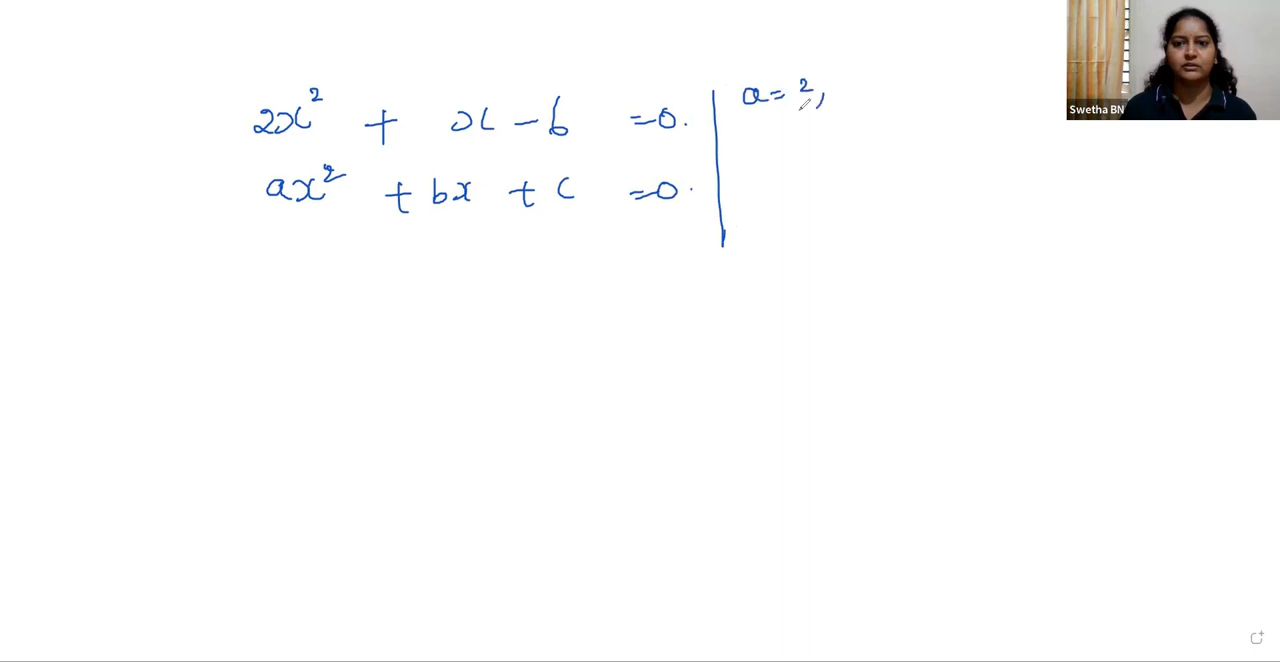 2x² + x - 6 = 0.
ax² + bx + c = 0.
a = 2,
Swetha BN